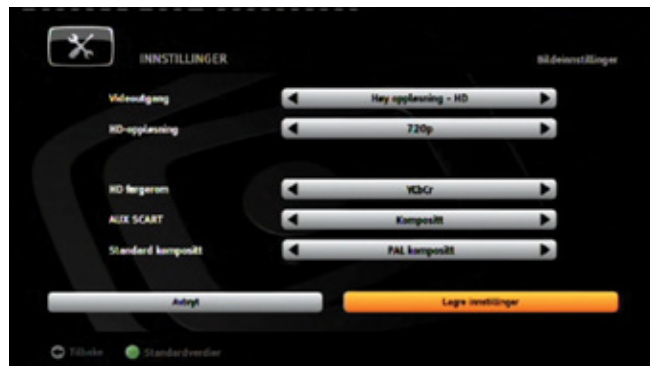 INNSTILLINGER
Bildeinnstillinger
Videoutgang Høy oppløsning - HD
HD-oppløsning 720p
HD fargerom YCbCr
AUX SCART Kompositt
Standard kompositt PAL kompositt
Avbryt Lagre innstillinger
Tilbake Standardverdier